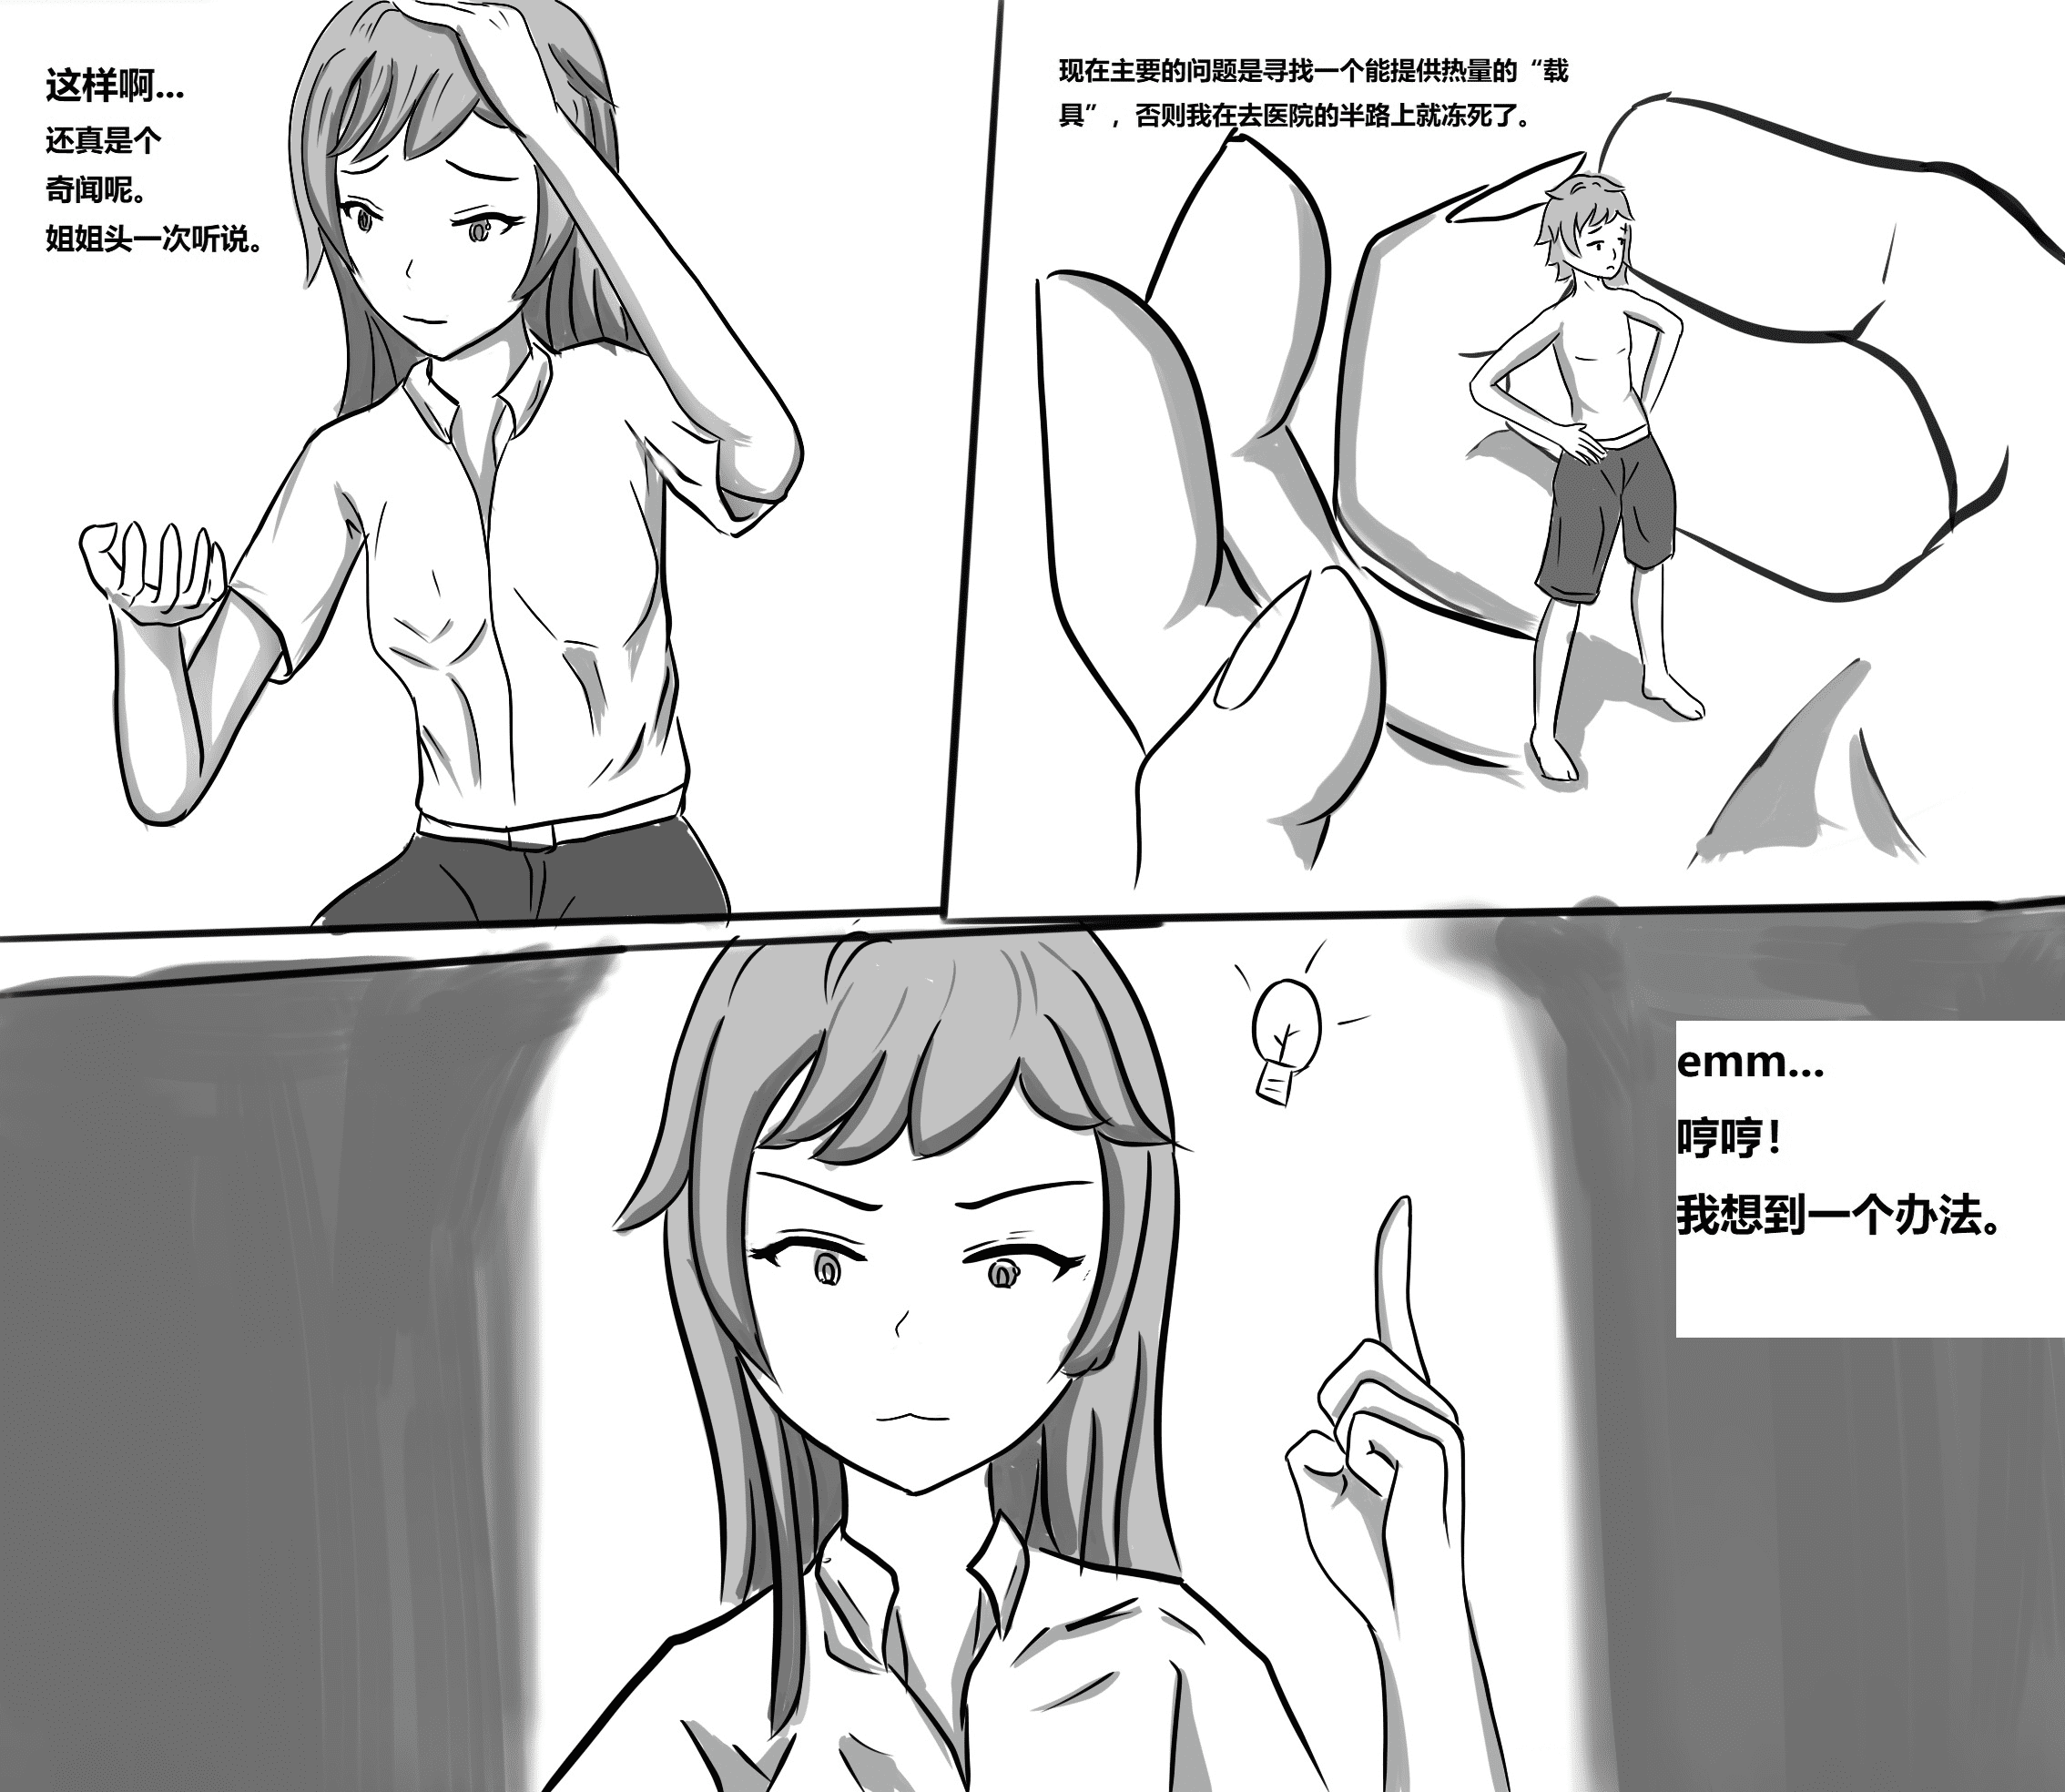 这样啊...
还真是个
奇闻呢。
姐姐头一次听说。
现在主要的问题是寻找一个能提供热量的“载
具”，否则我在去医院的半路上就冻死了。
emm...
哼哼！
我想到一个办法。